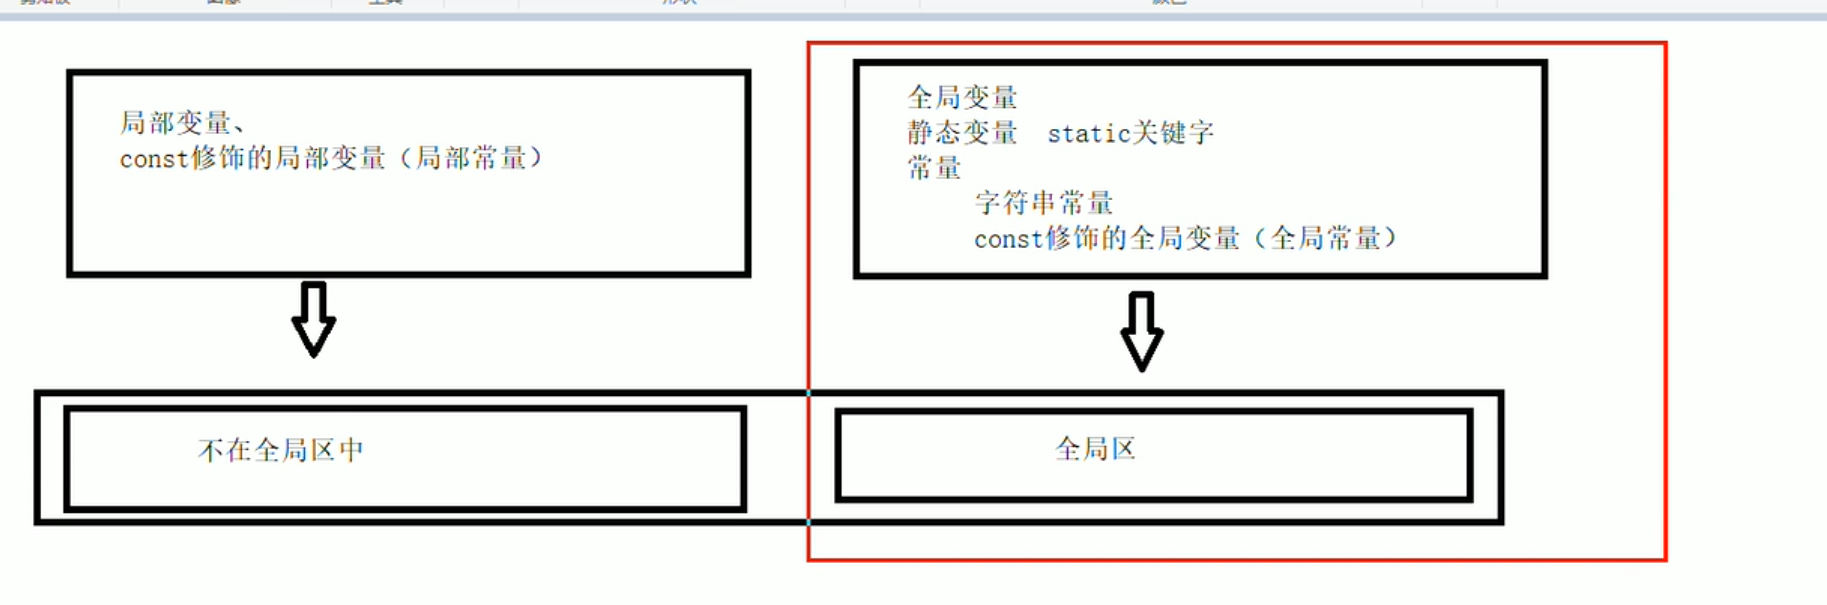 局部变量、
const修饰的局部变量（局部常量）
全局变量
静态变量 static关键字
常量
字符串常量
const修饰的全局变量（全局常量）
不在全局区中
全局区